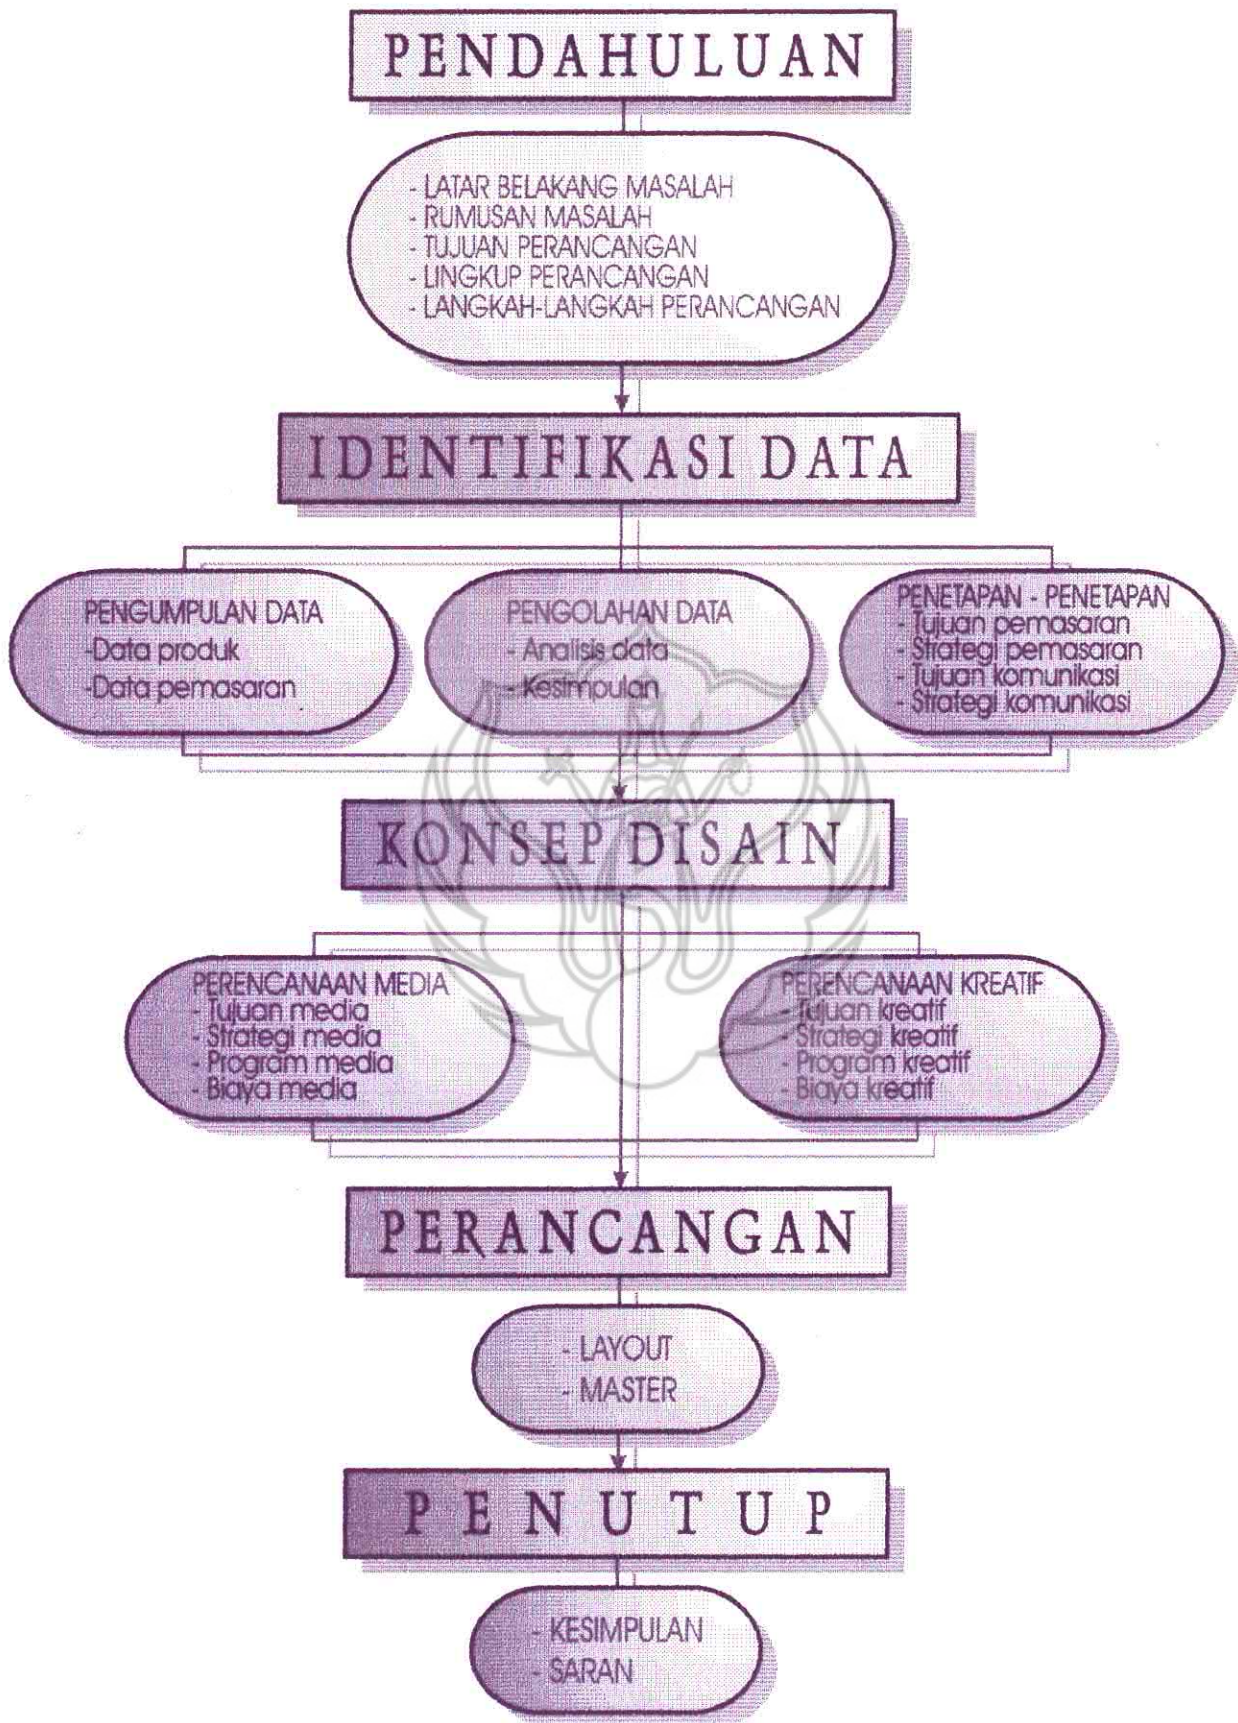 PENDAHULUAN
- LATAR BELAKANG MASALAH
- RUMUSAN MASALAH
- TUJUAN PERANCANGAN
- LINGKUP PERANCANGAN
- LANGKAH-LANGKAH PERANCANGAN
IDENTIFIKASI DATA
PENGUMPULAN DATA
-Data produk
-Data pemasaran
PENGOLAHAN DATA
- Analisis data
- Kesimpulan
PENETAPAN - PENETAPAN
- Tujuan pemasaran
- Strategi pemasaran
- Tujuan komunikasi
- Strategi komunikasi
KONSEP DISAIN
PERENCANAAN MEDIA
- Tujuan media
- Strategi media
- Program media
- Biaya media
PERENCANAAN KREATIF
- Tujuan kreatif
- Strategi kreatif
- Program kreatif
- Biaya kreatif
PERANCANGAN
- LAYOUT
- MASTER
PENUTUP
- KESIMPULAN
- SARAN